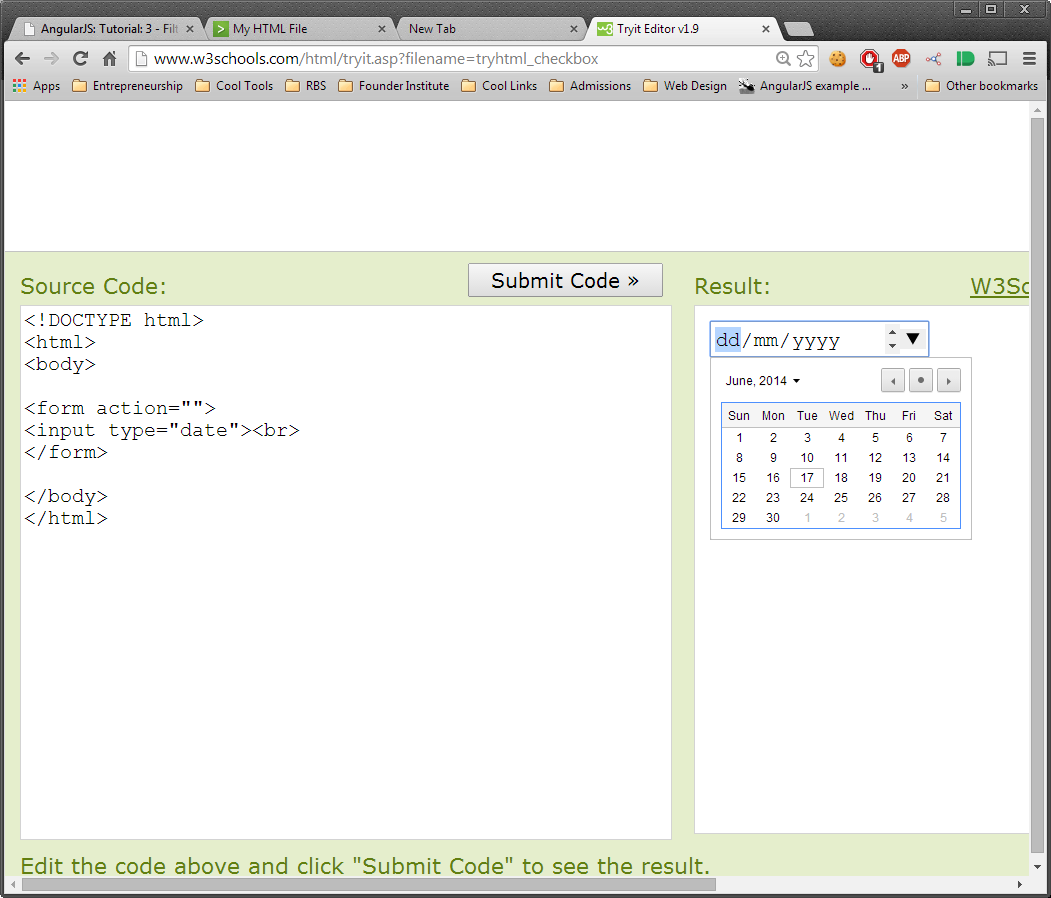 AngularJS: Tutorial: 3 - Filt
My HTML File
New Tab
Tryit Editor v1.9
www.w3schools.com/html/tryit.asp?filename=tryhtml_checkbox
1
ABP
Apps
Entrepreneurship
Cool Tools
RBS
Founder Institute
Cool Links
Admissions
Web Design
AngularJS example ...
»
Other bookmarks
Source Code:
Submit Code »
Result:
W3Sc
<!DOCTYPE html>
<html>
<body>
<form action="">
<input type="date"><br>
</form>
</body>
</html>
dd/mm/yyyy
June, 2014
Sun Mon Tue Wed Thu Fri Sat
1 2 3 4 5 6 7
8 9 10 11 12 13 14
15 16 17 18 19 20 21
22 23 24 25 26 27 28
29 30 1 2 3 4 5
Edit the code above and click "Submit Code" to see the result.